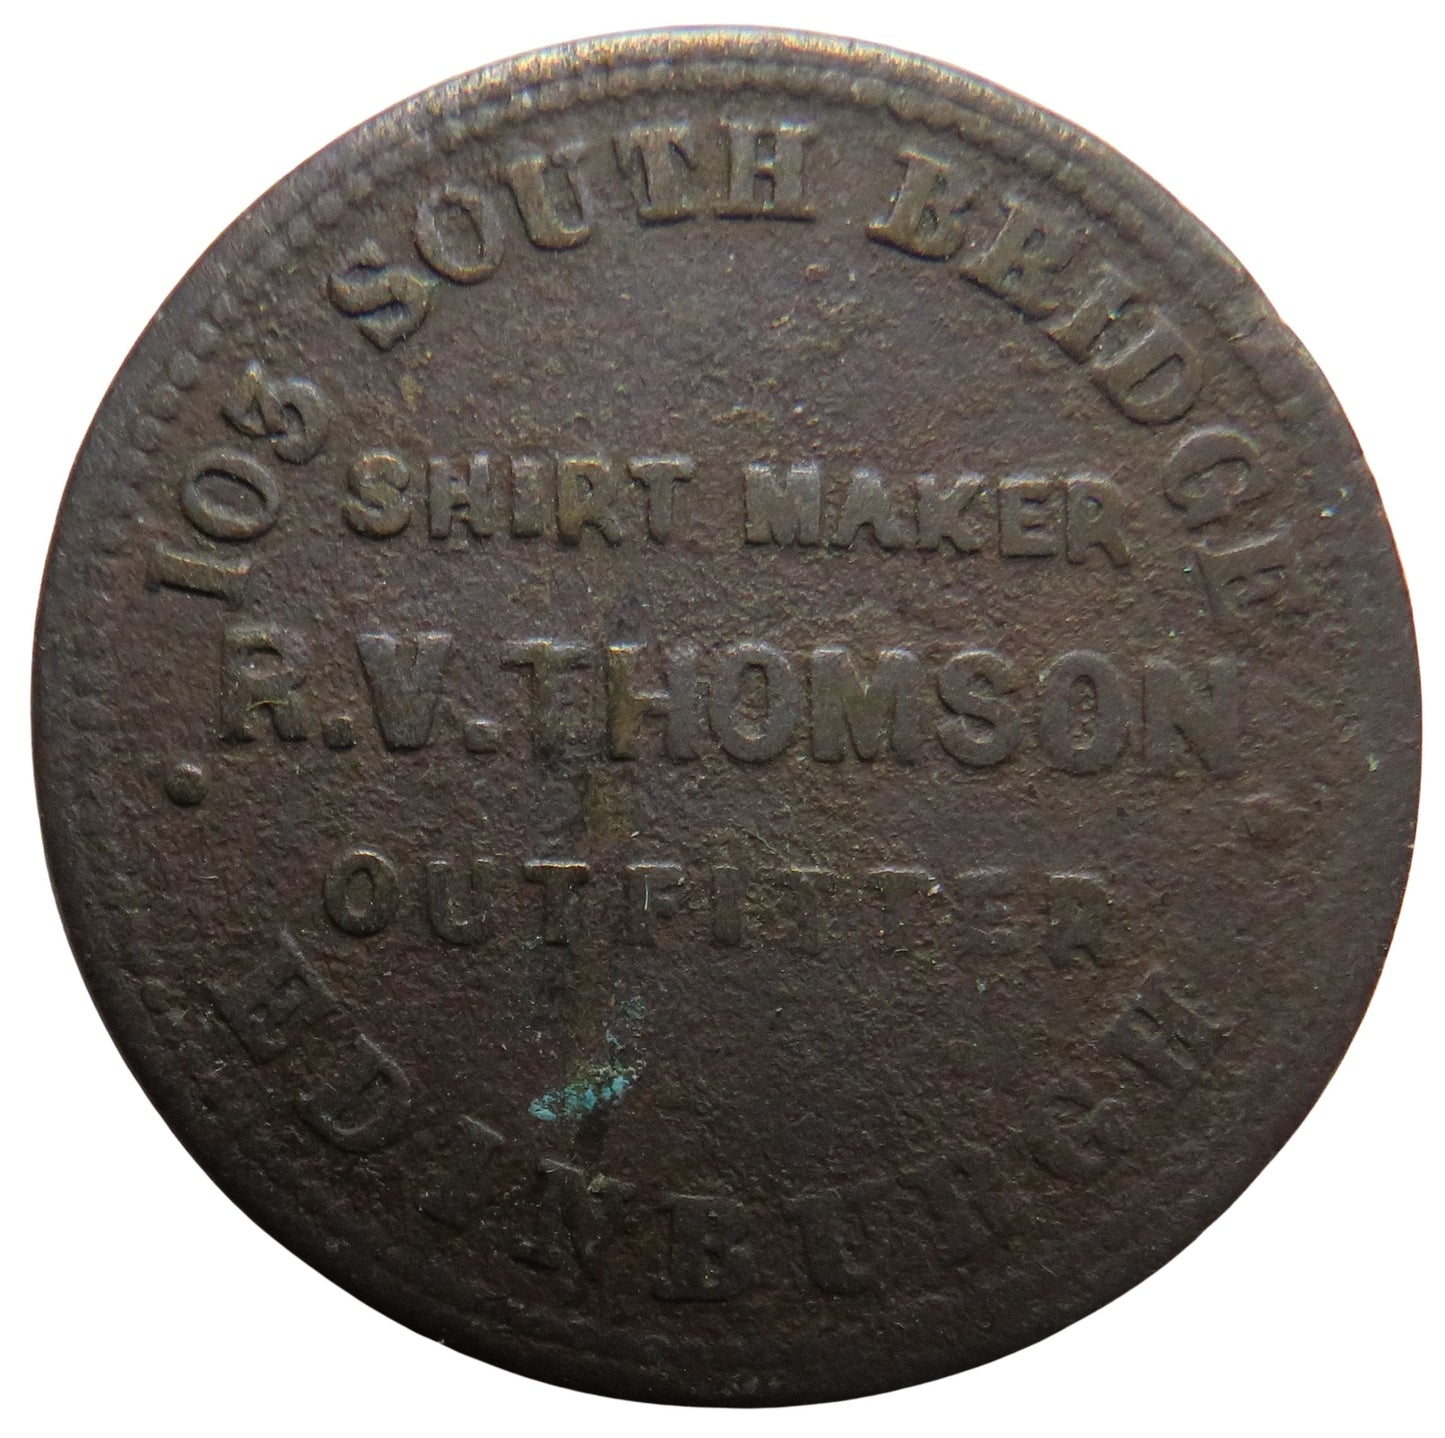 103 SOUTH BRIDGE
SHIRT MAKER
R.V.THOMSON
OUTFITTER
EDINBURGH